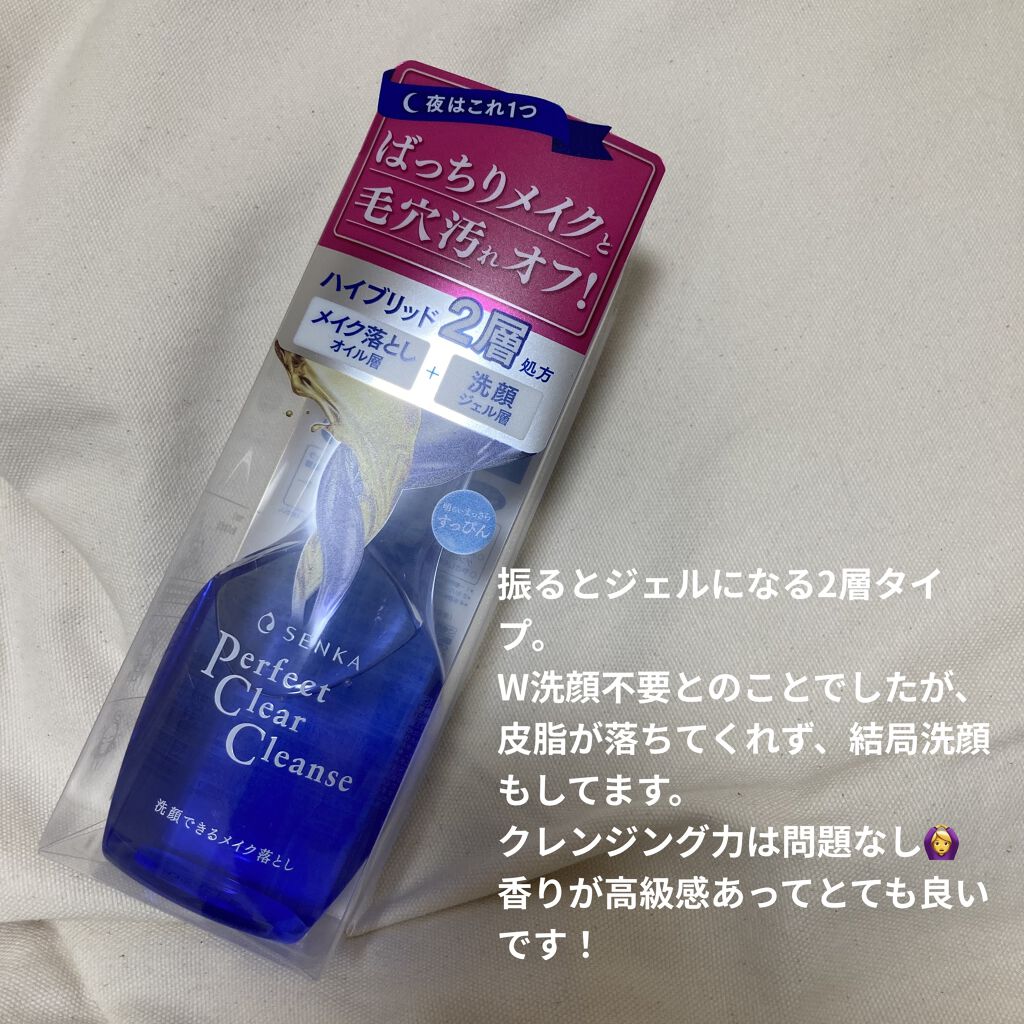 夜はこれ1つ
ばっちりメイクと
毛穴汚れオフ!
ハイブリッド2層処方
メイク落とし
オイル層
+
洗顔
ジェル層
明るいまっさら
すっぴん
SENKA
Perfect
Clear
Cleanse
洗顔できるメイク落とし
振るとジェルになる2層タイ
プ。
W洗顔不要とのことでしたが、
皮脂が落ちてくれず、結局洗顔
もしてます。
クレンジング力は問題なし🙆‍♀️
香りが高級感あってとても良い
です！